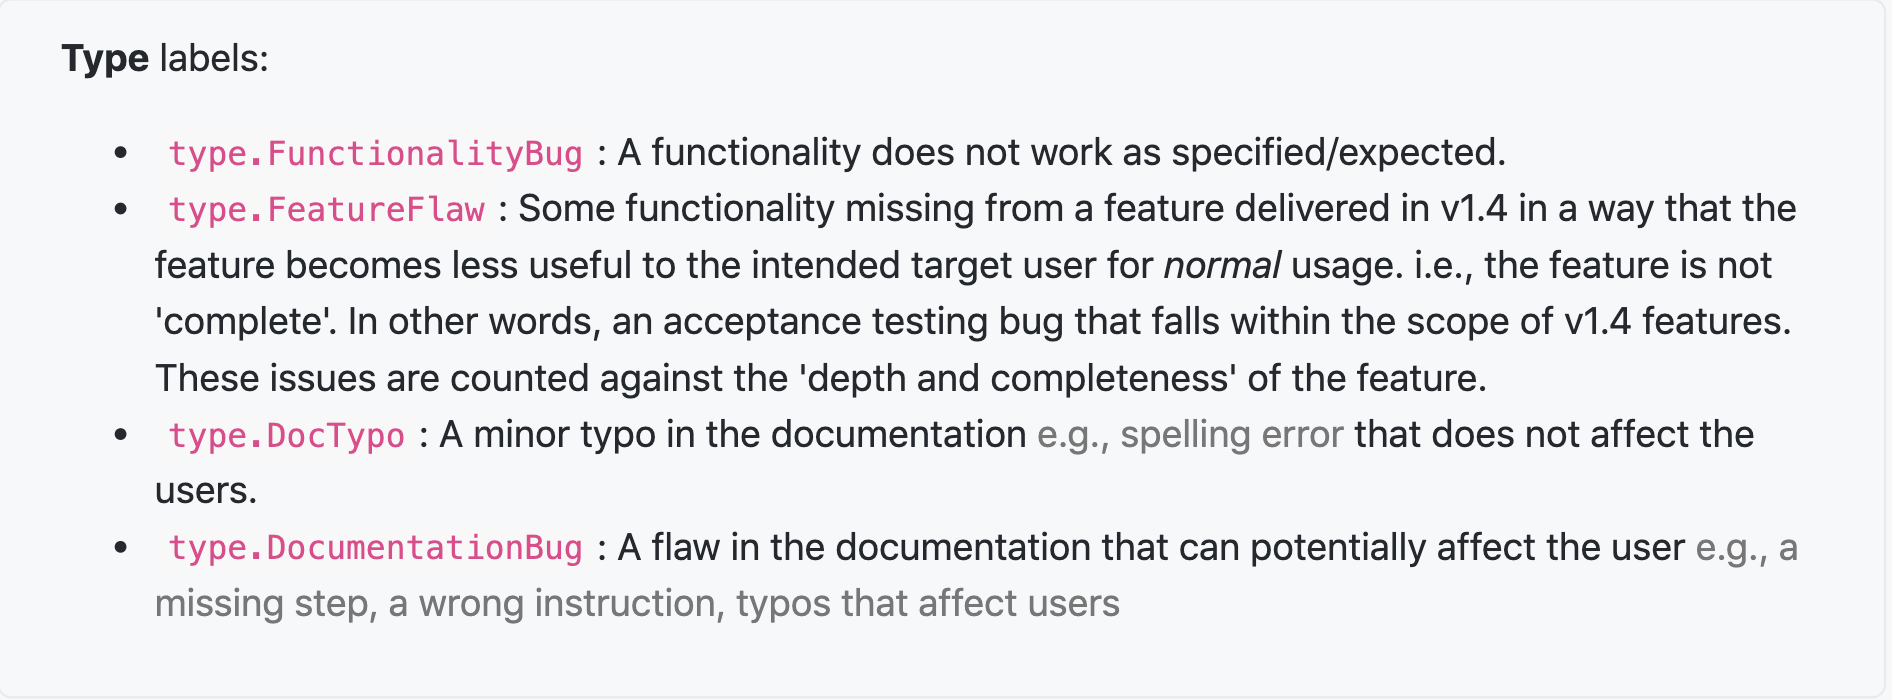 Type labels:
• type.FunctionalityBug : A functionality does not work as specified/expected.
• type.FeatureFlaw : Some functionality missing from a feature delivered in v1.4 in a way that the
feature becomes less useful to the intended target user for normal usage. i.e., the feature is not
'complete'. In other words, an acceptance testing bug that falls within the scope of v1.4 features.
These issues are counted against the 'depth and completeness' of the feature.
• type.DocTypo : A minor typo in the documentation e.g., spelling error that does not affect the
users.
• type.DocumentationBug : A flaw in the documentation that can potentially affect the user e.g., a
missing step, a wrong instruction, typos that affect users